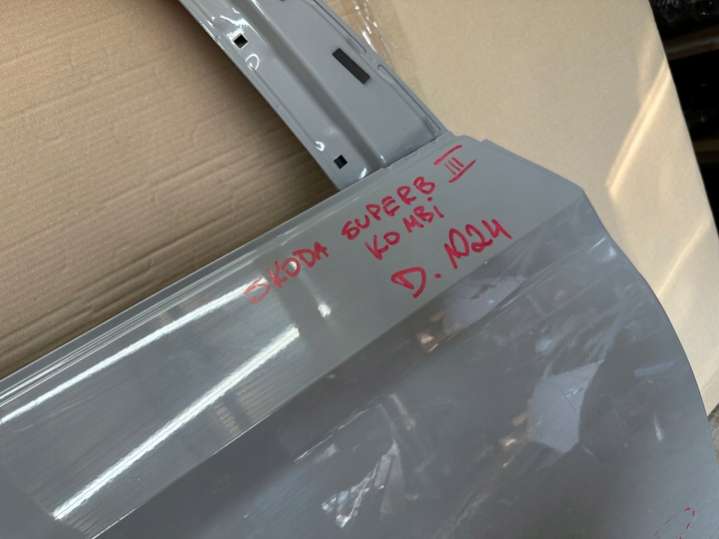 SKODA SUPERB III
KOMBi
D. 1024